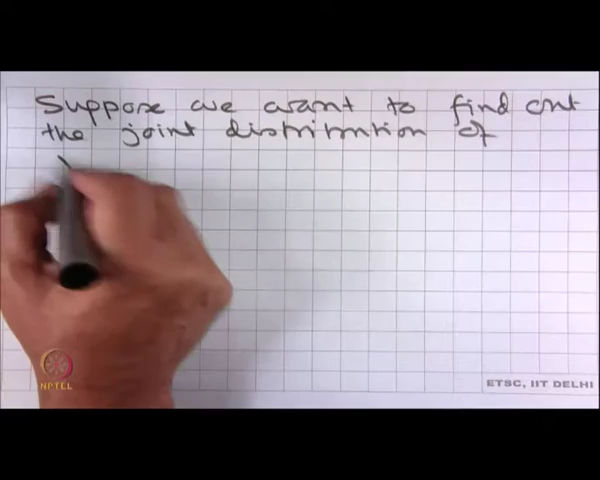 Suppose we want to find out
the joint distribution of
NPTEL
ETSC, IIT DELHI